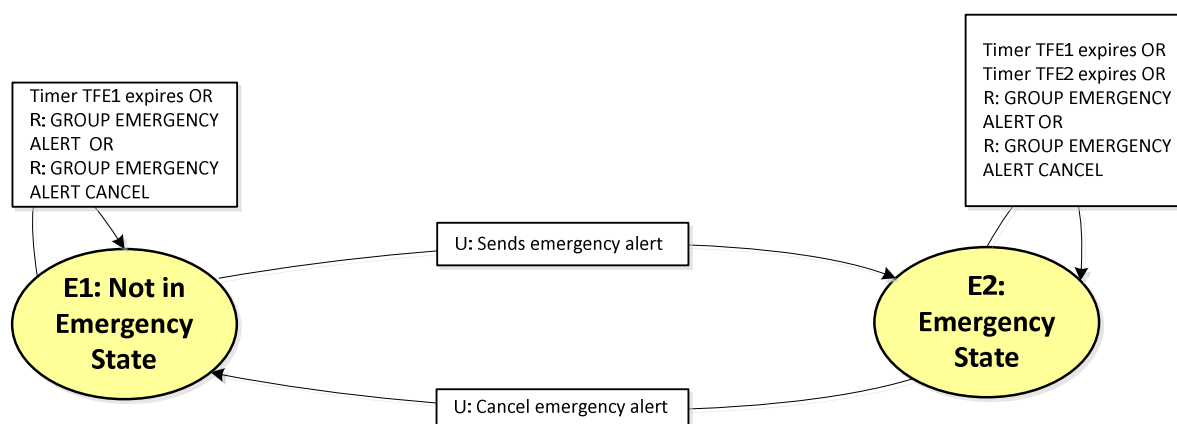 Timer TFE1 expires OR
R: GROUP EMERGENCY
ALERT OR
R: GROUP EMERGENCY
ALERT CANCEL
Timer TFE1 expires OR
Timer TFE2 expires OR
R: GROUP EMERGENCY
ALERT OR
R: GROUP EMERGENCY
ALERT CANCEL
U: Sends emergency alert
E1: Not in
Emergency
State
E2:
Emergency
State
U: Cancel emergency alert